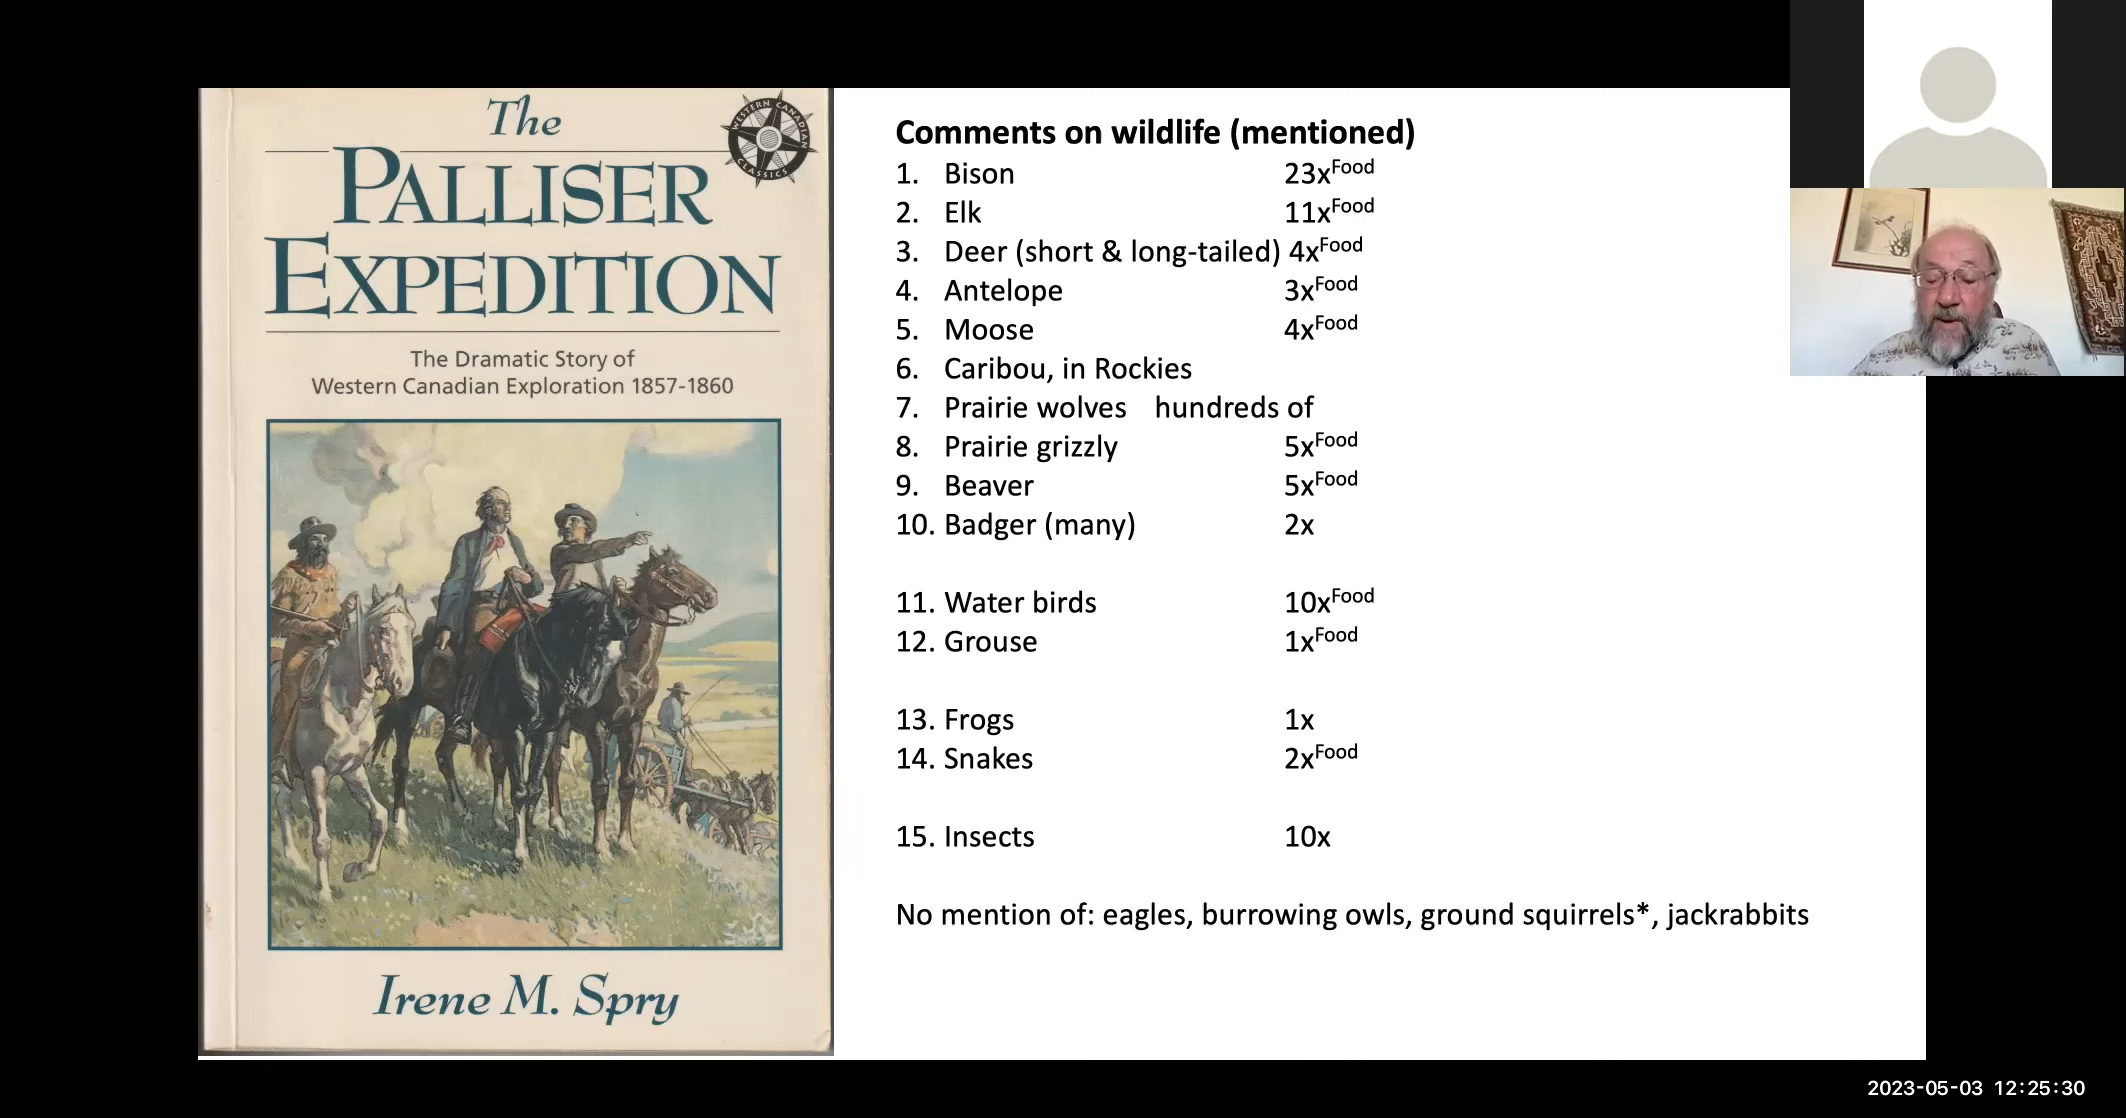 The
PALLISER
EXPEDITION
WESTERN CANADIAN
CLASSICS
The Dramatic Story of
Western Canadian Exploration 1857-1860
Irene M. Spry
Comments on wildlife (mentioned)
1. Bison 23xFood
2. Elk 11xFood
3. Deer (short & long-tailed) 4xFood
4. Antelope 3xFood
5. Moose 4xFood
6. Caribou, in Rockies
7. Prairie wolves hundreds of
8. Prairie grizzly 5xFood
9. Beaver 5xFood
10. Badger (many) 2x
11. Water birds 10xFood
12. Grouse 1xFood
13. Frogs 1x
14. Snakes 2xFood
15. Insects 10x
No mention of: eagles, burrowing owls, ground squirrels*, jackrabbits
2023-05-03 12:25:30